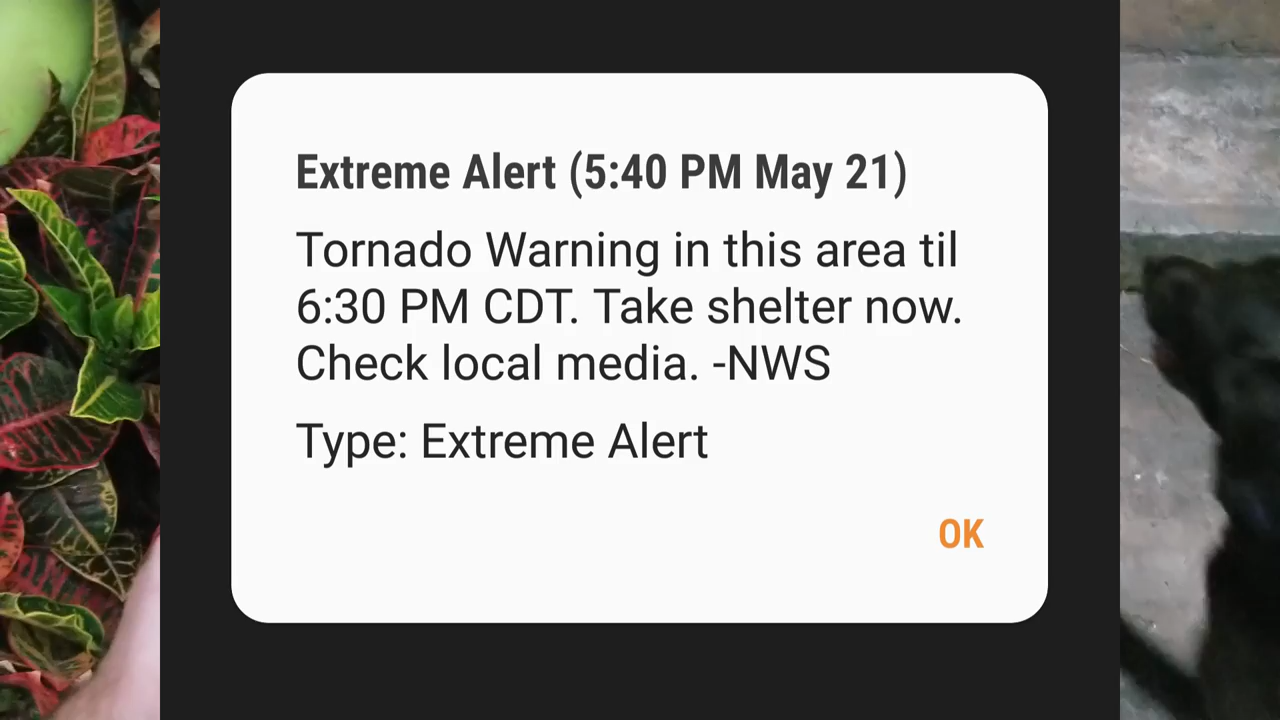 Extreme Alert (5:40 PM May 21)
Tornado Warning in this area til
6:30 PM CDT. Take shelter now.
Check local media. -NWS
Type: Extreme Alert
OK